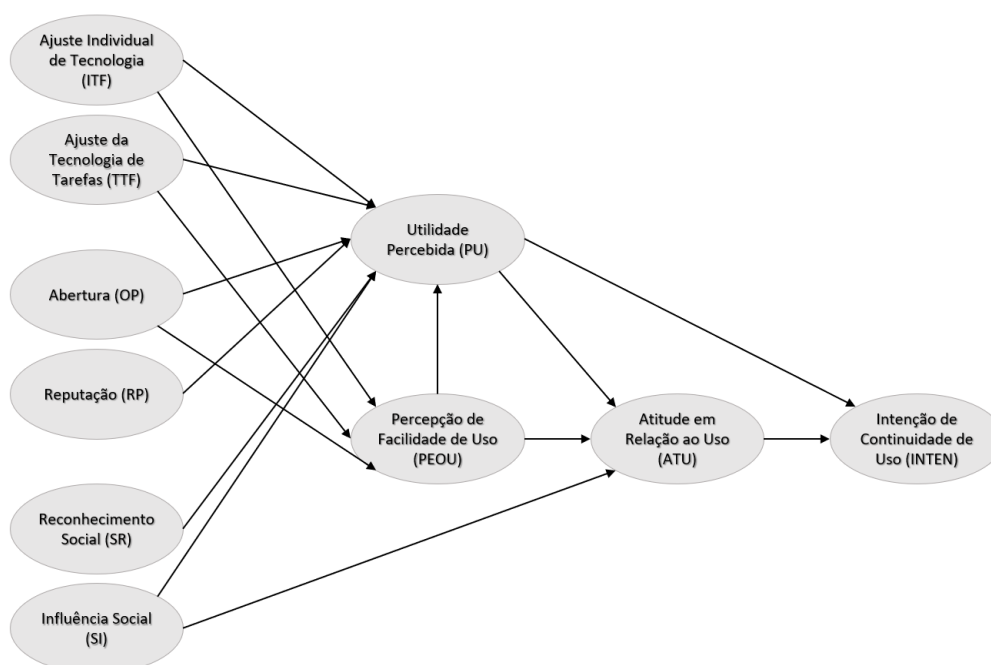 Ajuste Individual
de Tecnologia
(ITF)
Ajuste da
Tecnologia de
Tarefas (TTF)
Utilidade
Percebida (PU)
Abertura (OP)
Reputação (RP)
Percepção de
Facilidade de Uso
(PEOU)
Atitude em
Relação ao Uso
(ATU)
Intenção de
Continuidade de
Uso (INTEN)
Reconhecimento
Social (SR)
Influência Social
(SI)